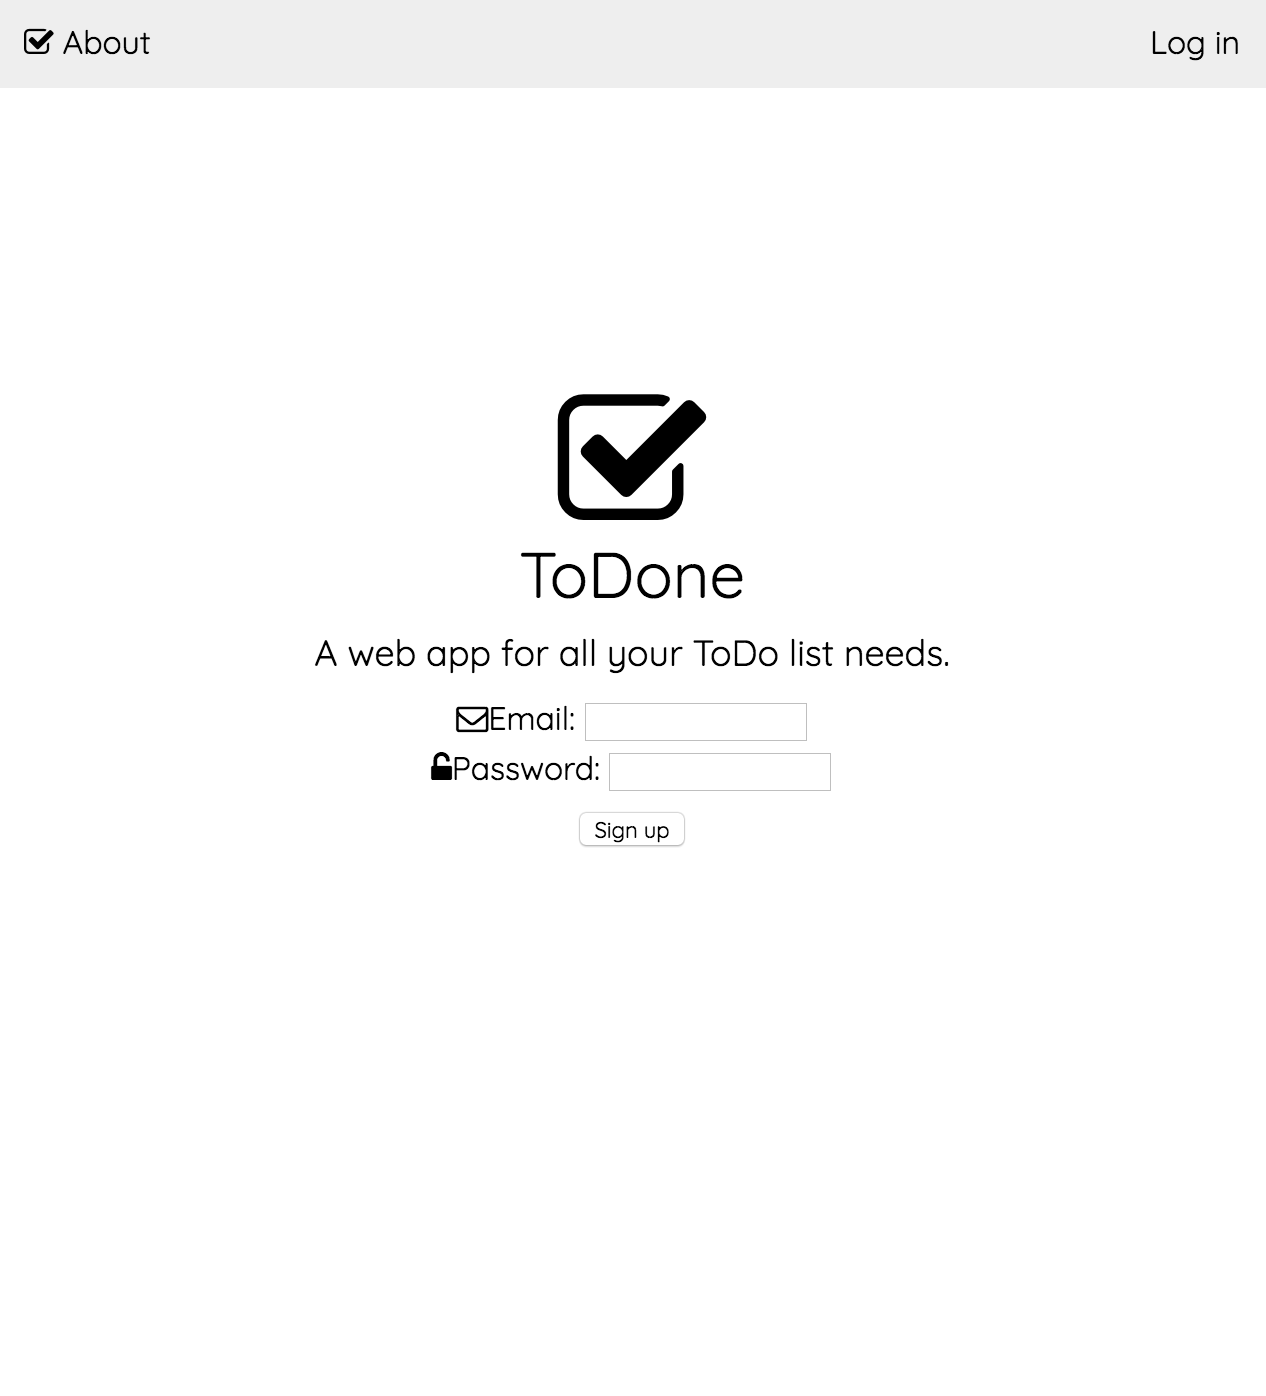 About
Log in
ToDone
A web app for all your ToDo list needs.
Email:
Password:
Sign up